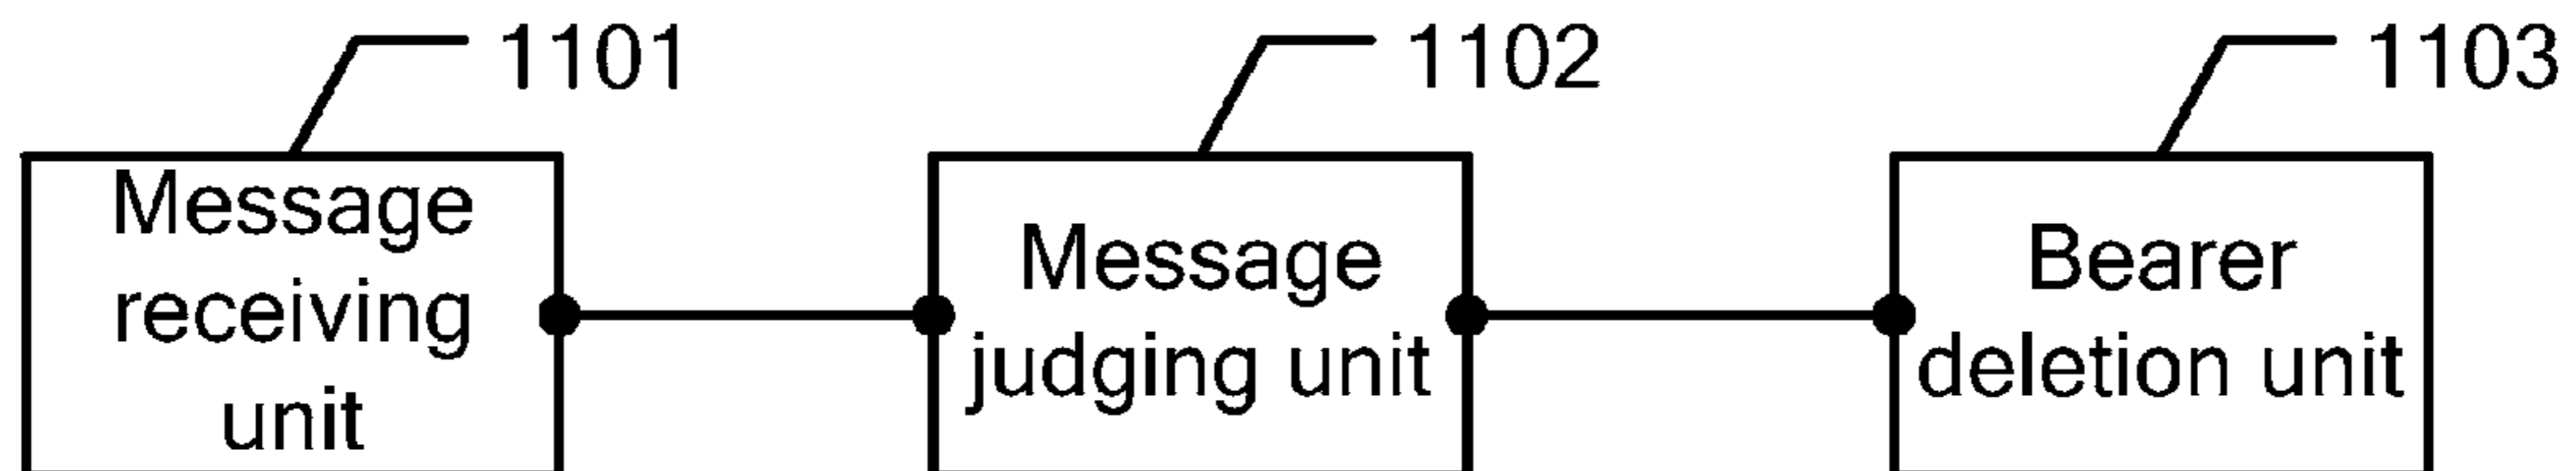 1101
1102
1103
Message
receiving
unit
Message
judging unit
Bearer
deletion unit